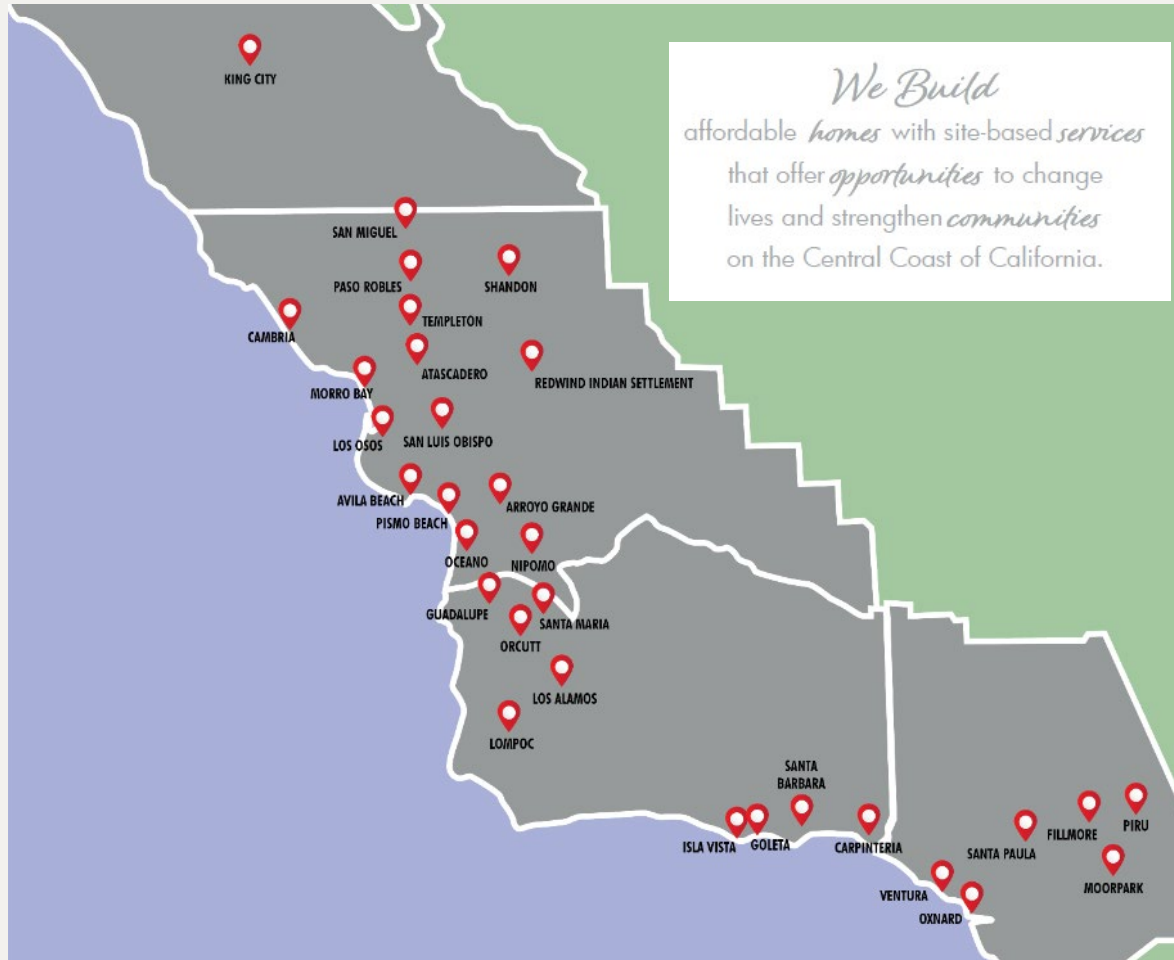 KING CITY
We Build
affordable homes with site-based services
that offer opportunities to change
lives and strengthen communities
on the Central Coast of California.
SAN MIGUEL
PASO ROBLES
SHANDON
TEMPLETON
CAMBRIA
ATASCADERO
REDWIND INDIAN SETTLEMENT
MORRO BAY
LOS OSOS
SAN LUIS OBISPO
AVILA BEACH
ARROYO GRANDE
PISMO BEACH
OCEANO
NIPOMO
GUADALUPE
SANTA MARIA
ORCUTT
LOS ALAMOS
LOMPOC
SANTA
BARBARA
ISLA VISTA
GOLETA
CARPINTERIA
SANTA PAULA
FILLMORE
PIRU
MOORPARK
VENTURA
OXNARD